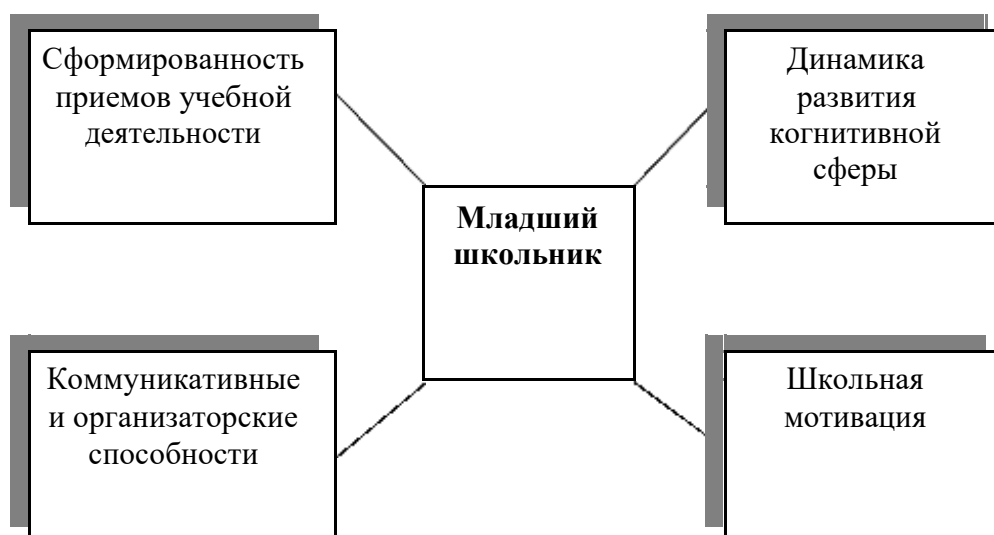 Сформированность
приемов учебной
деятельности
Динамика
развития
когнитивной
сферы
Младший
школьник
Коммуникативные
и организаторские
способности
Школьная
мотивация